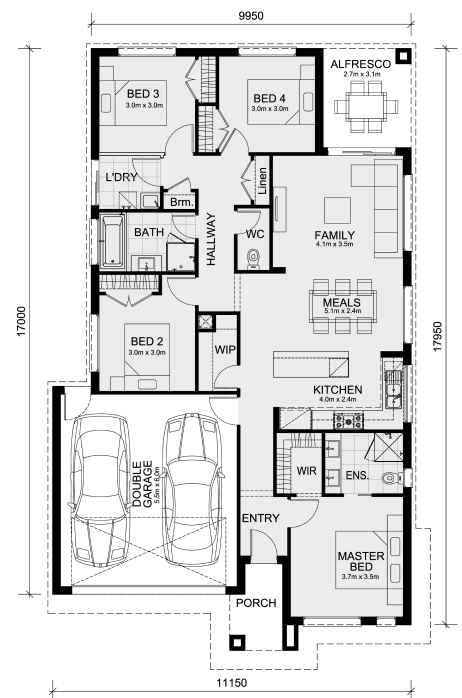 9950
ALFRESCO
2.7m x 3.1m
BED 3
3.0m x 3.0m
BED 4
3.0m x 3.0m
L'DRY
Brm.
Linen
BATH
HALLWAY
WC
FAMILY
4.1m x 3.5m
17000
17950
MEALS
5.1m x 2.4m
BED 2
3.0m x 3.0m
WIP
KITCHEN
4.0m x 2.4m
DOUBLE
GARAGE
5.5m x 6.0m
WIR
ENS.
ENTRY
MASTER
BED
3.7m x 3.5m
PORCH
11150